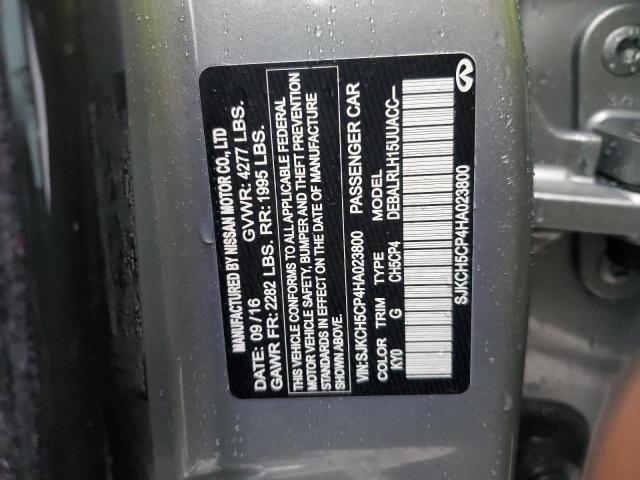 MANUFACTURED BY NISSAN MOTOR CO., LTD
DATE: 09/16 GVWR: 4277 LBS.
GAWR FR: 2282 LBS. RR: 1995 LBS.
THIS VEHICLE CONFORMS TO ALL APPLICABLE FEDERAL
MOTOR VEHICLE SAFETY, BUMPER AND THEFT PREVENTION
STANDARDS IN EFFECT ON THE DATE OF MANUFACTURE
SHOWN ABOVE.
VIN:SJKCH5CP4HA023800 PASSENGER CAR
COLOR TRIM TYPE MODEL
KY0 G CH5CP4 DEBALRLH15UUACC—
SJKCH5CP4HA023800